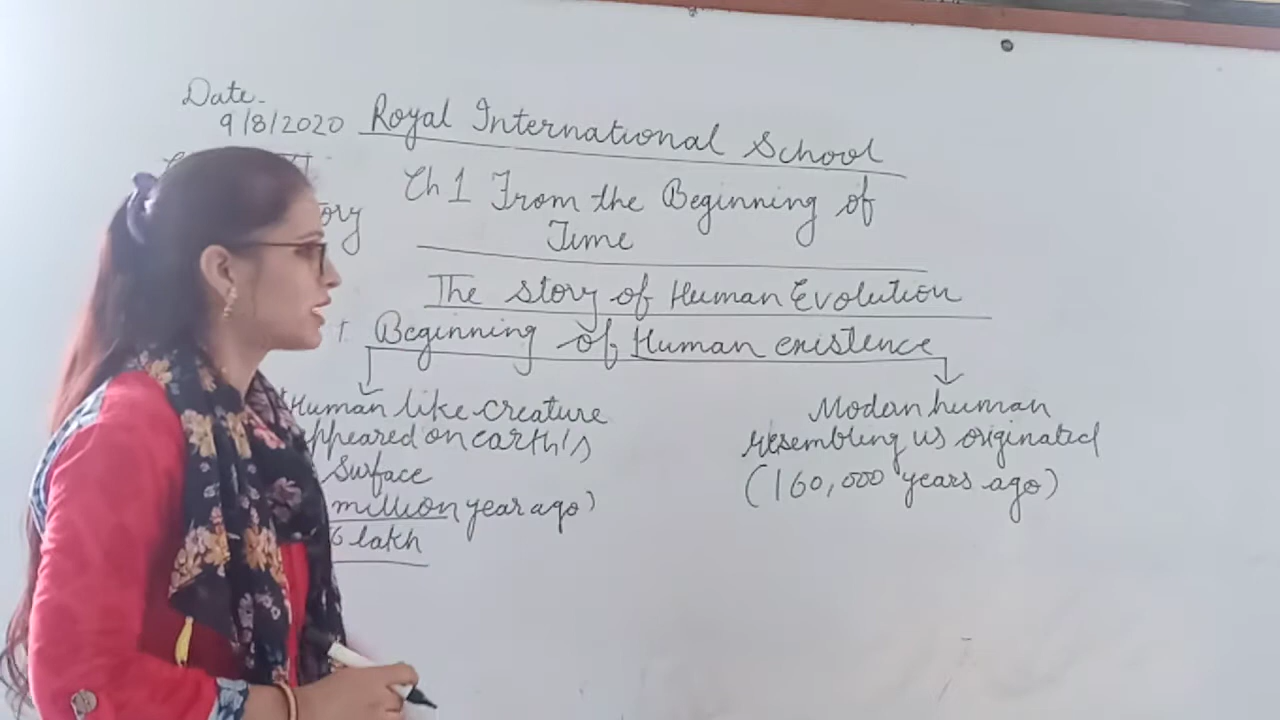 Date-
9/8/2020 Royal International School
Ch 1 From the Beginning of
Time
The story of Human Evolution
1. Beginning of Human existence
Human like creature
appeared on earth's
Surface
million year ago)
6 lakh
Modern human
resembling us originated
(160,000 years ago)